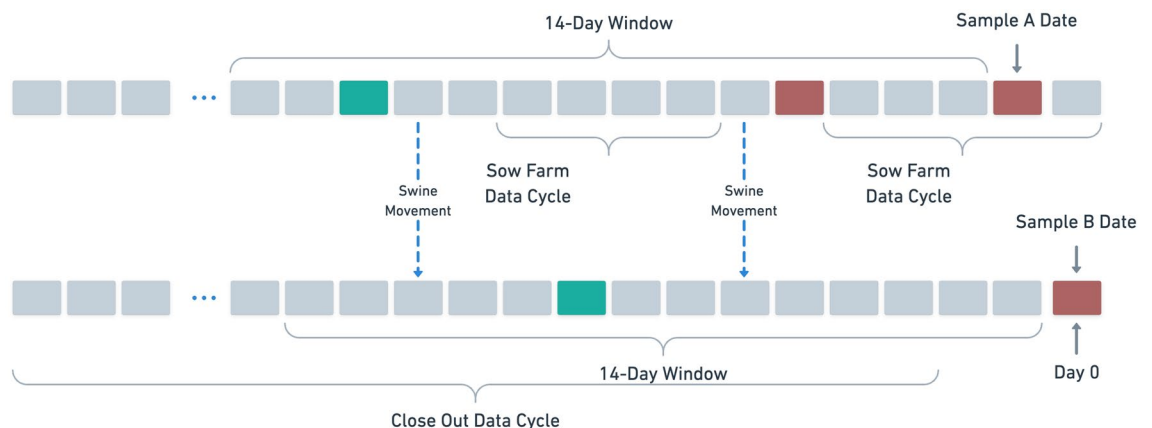 14-Day Window
Sample A Date
Sow Farm
Data Cycle
Sow Farm
Data Cycle
Swine
Movement
Swine
Movement
Sample B Date
14-Day Window
Day 0
Close Out Data Cycle